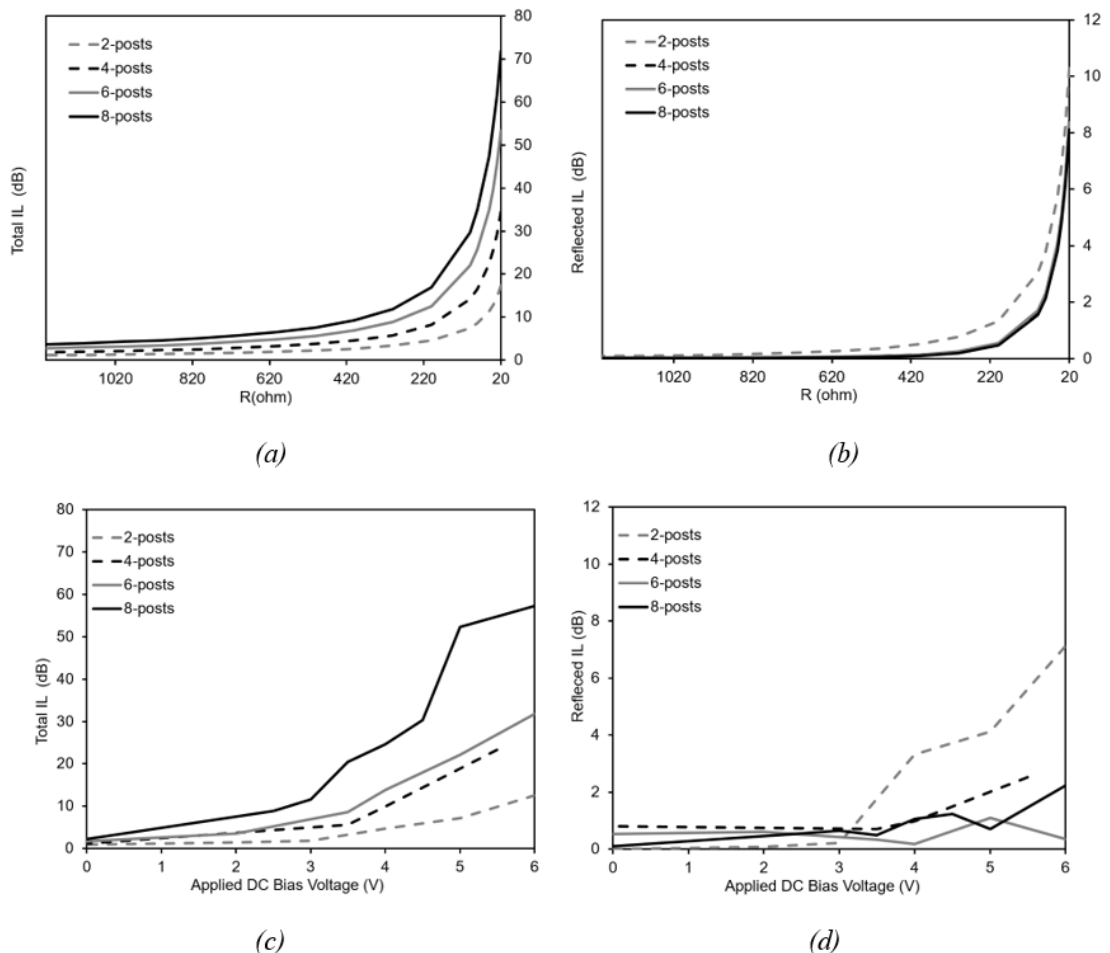 80
70
60
50
40
30
20
10
0
Total IL (dB)
2-posts
4-posts
6-posts
8-posts
1020 820 620 420 220 20
R(ohm)
(a)
12
10
8
6
4
2
0
Reflected IL (dB)
2-posts
4-posts
6-posts
8-posts
1020 820 620 420 220 20
R (ohm)
(b)
80
70
60
50
40
30
20
10
0
Total IL (dB)
2-posts
4-posts
6-posts
8-posts
0 1 2 3 4 5 6
Applied DC Bias Voltage (V)
(c)
12
10
8
6
4
2
0
Refleced IL (dB)
2-posts
4-posts
6-posts
8-posts
0 1 2 3 4 5 6
Applied DC Bias Voltage (V)
(d)